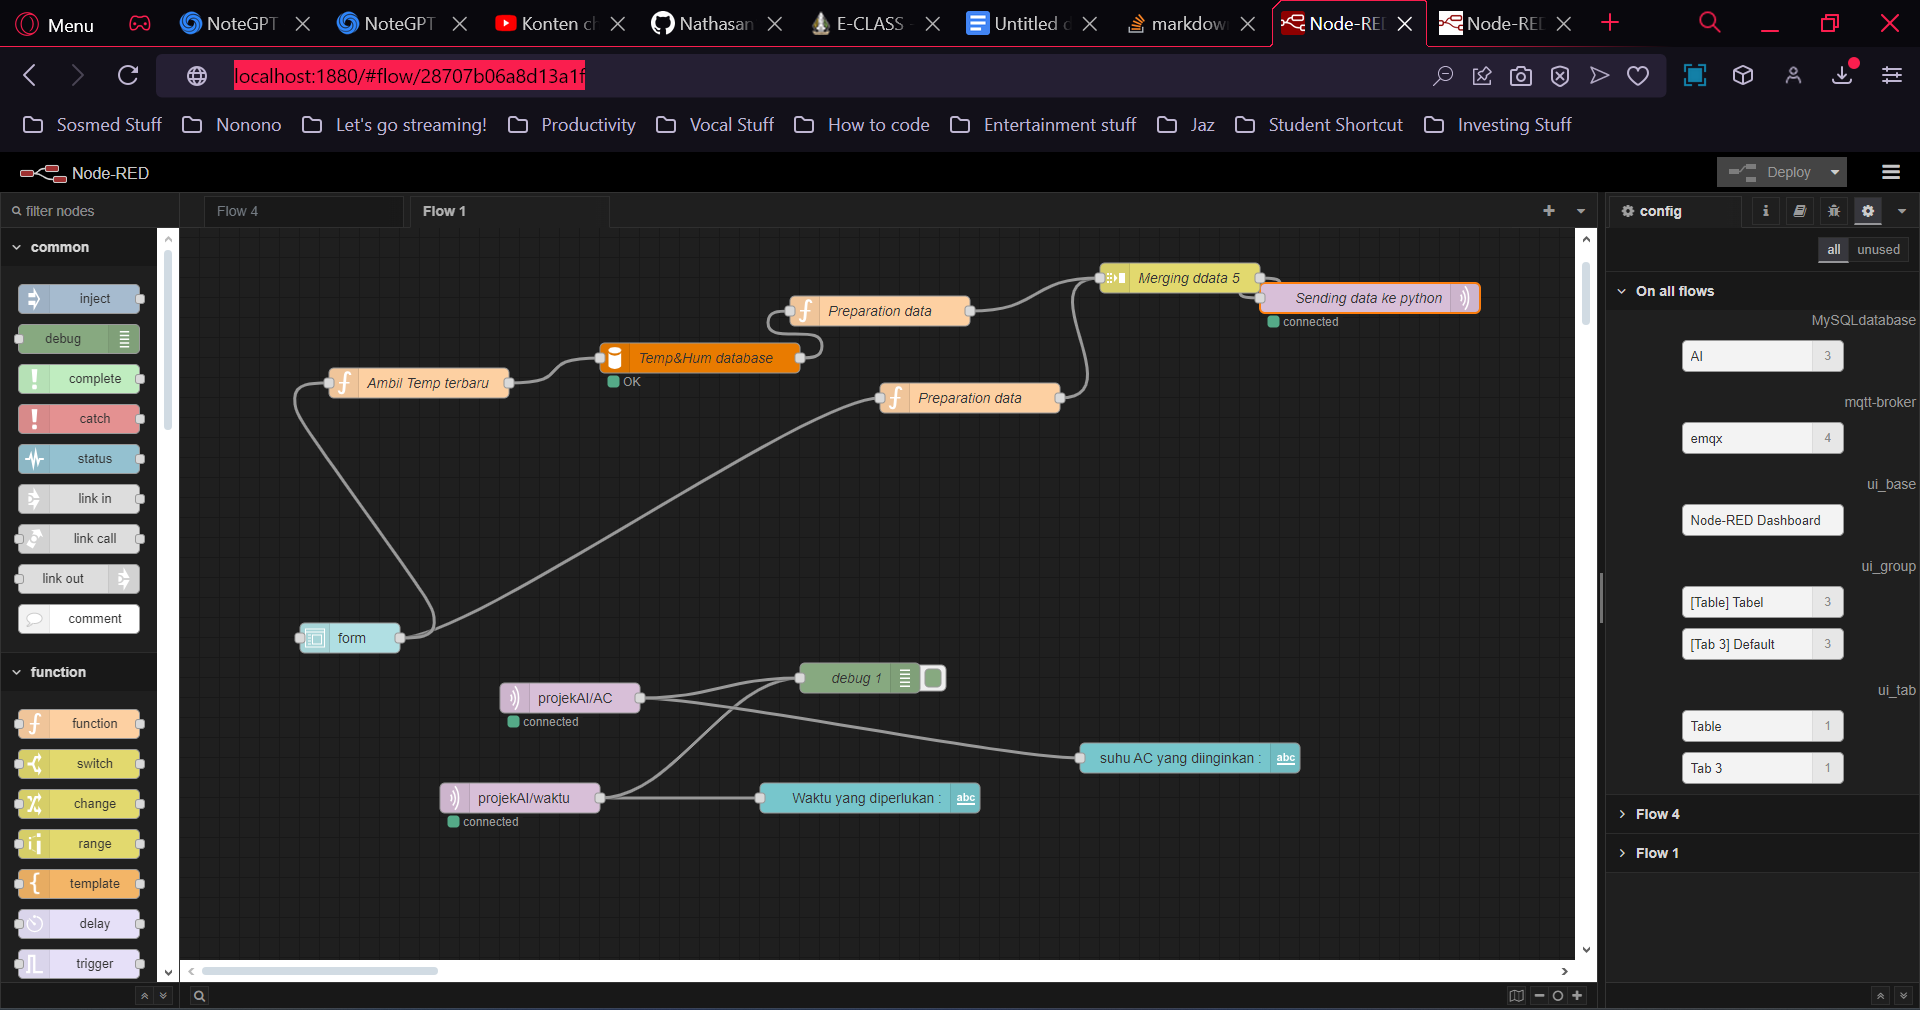 Menu
NoteGPT
NoteGPT
Konten ch
Nathasan
E-CLASS -
Untitled d
markdow
Node-RE
Node-RED
localhost:1880/#flow/28707b06a8d13a1f
Sosmed Stuff
Nonono
Let's go streaming!
Productivity
Vocal Stuff
How to code
Entertainment stuff
Jaz
Student Shortcut
Investing Stuff
Node-RED
Deploy
filter nodes
Flow 4
Flow 1
config
all
unused
common
inject
debug
complete
catch
status
link in
link call
link out
comment
function
function
switch
change
range
template
delay
trigger
Merging ddata 5
Sending data ke python
connected
Preparation data
Temp&Hum database
OK
Ambil Temp terbaru
Preparation data
form
debug 1
projekAI/AC
connected
suhu AC yang diinginkan :
abc
projekAI/waktu
connected
Waktu yang diperlukan :
abc
On all flows
MySQLdatabase
AI
3
mqtt-broker
emqx
4
ui_base
Node-RED Dashboard
ui_group
[Table] Tabel
3
[Tab 3] Default
3
ui_tab
Table
1
Tab 3
1
Flow 4
Flow 1